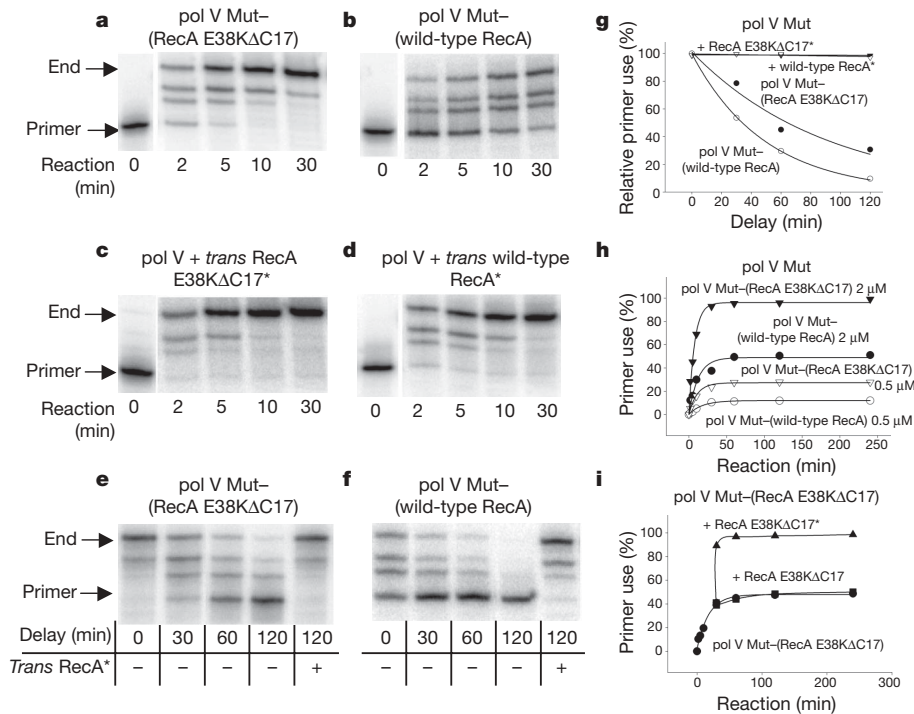 a
pol V Mut–
(RecA E38KΔC17)
End
Primer
Reaction
(min)
0 2 5 10 30
b
pol V Mut–
(wild-type RecA)
0 2 5 10 30
c
pol V + trans RecA
E38KΔC17*
End
Primer
Reaction
(min)
0 2 5 10 30
d
pol V + trans wild-type
RecA*
0 2 5 10 30
e
pol V Mut–
(RecA E38KΔC17)
End
Primer
Delay (min) 0 30 60 120 120
Trans RecA* – – – – +
f
pol V Mut–
(wild-type RecA)
0 30 60 120 120
– – – – +
g
pol V Mut
Relative primer use (%)
100
80
60
40
20
0
+ RecA E38KΔC17*
+ wild-type RecA*
pol V Mut–
(RecA E38KΔC17)
pol V Mut–
(wild-type RecA)
0 20 40 60 80 100 120
Delay (min)
h
pol V Mut
Primer use (%)
100
80
60
40
20
0
pol V Mut–(RecA E38KΔC17) 2 μM
pol V Mut–
(wild-type RecA) 2 μM
pol V Mut–(RecA E38KΔC17)
0.5 μM
pol V Mut–(wild-type RecA) 0.5 μM
0 50 100 150 200 250
Reaction (min)
i
pol V Mut–(RecA E38KΔC17)
Primer use (%)
100
80
60
40
20
0
+ RecA E38KΔC17*
+ RecA E38KΔC17
pol V Mut–(RecA E38KΔC17)
0 100 200 300
Reaction (min)